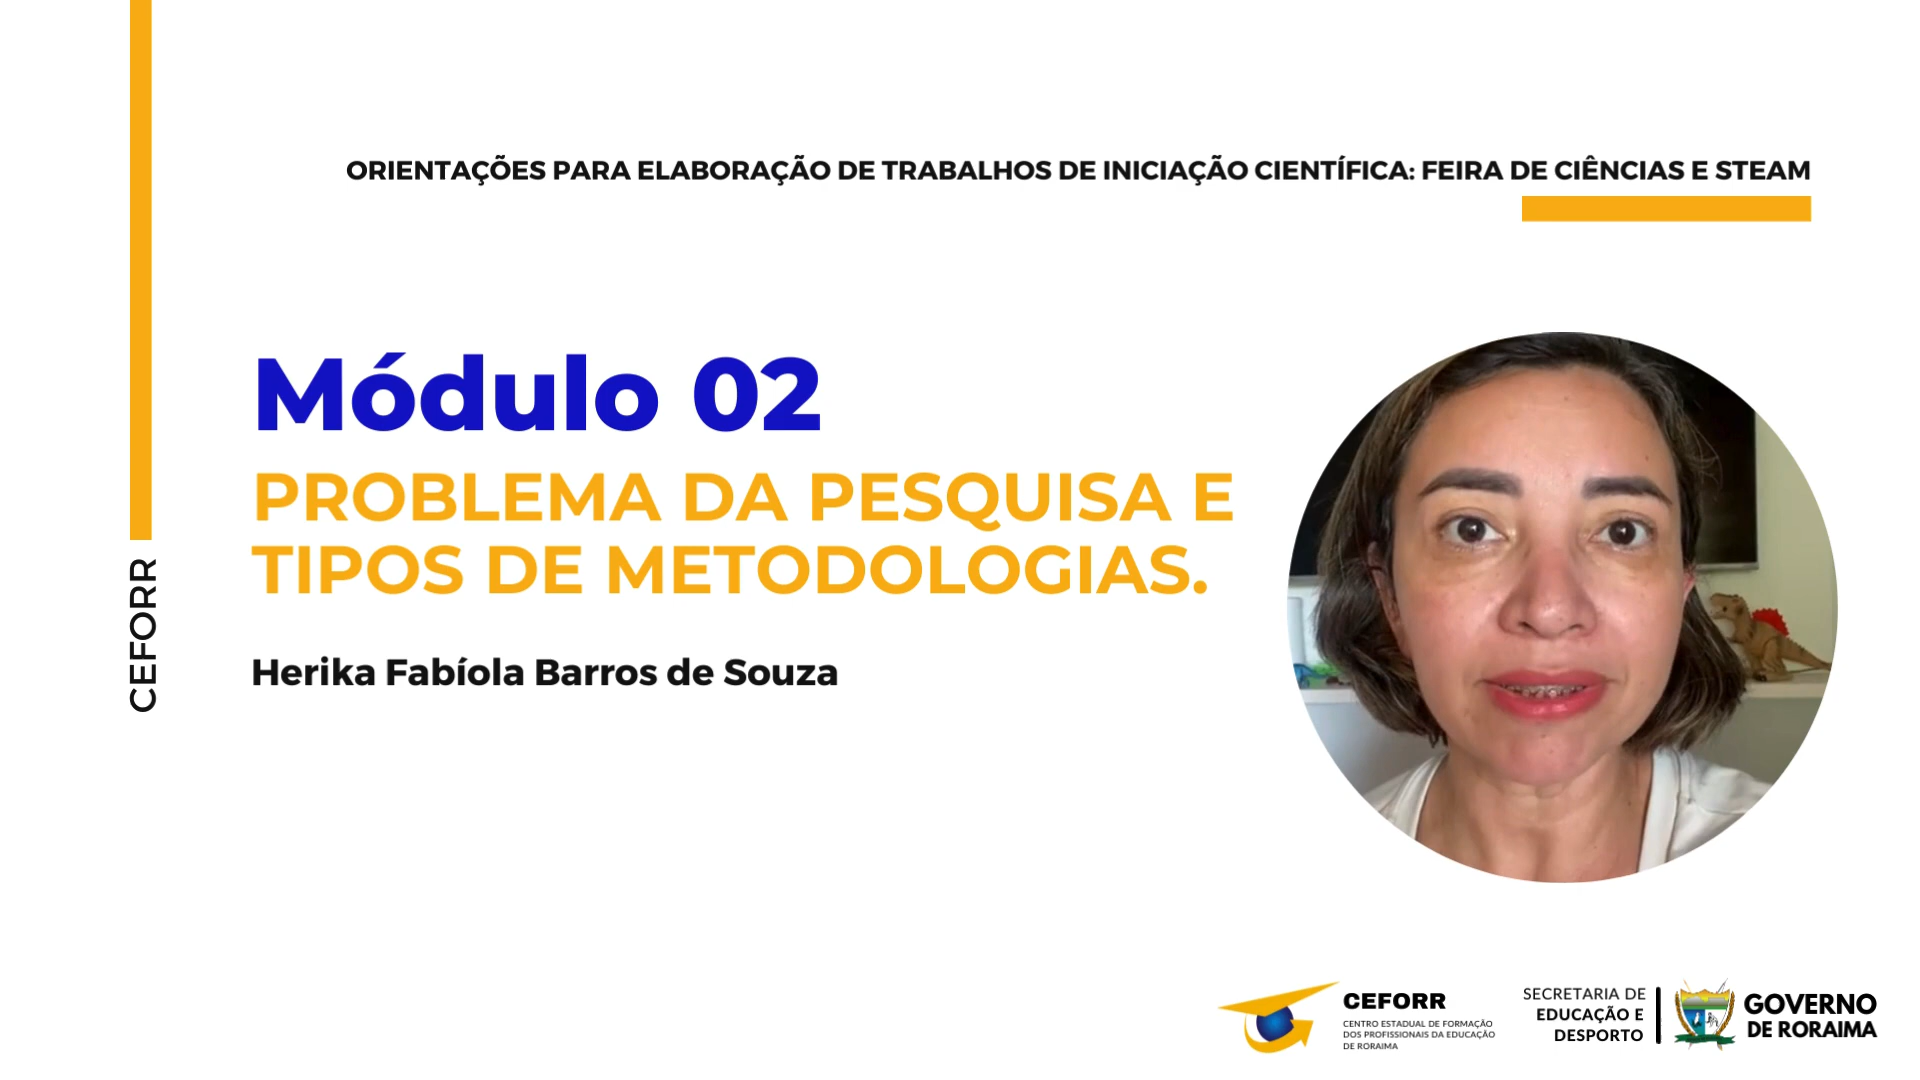 ORIENTAÇÕES PARA ELABORAÇÃO DE TRABALHOS DE INICIAÇÃO CIENTÍFICA: FEIRA DE CIÊNCIAS E STEAM
Módulo 02
PROBLEMA DA PESQUISA E
TIPOS DE METODOLOGIAS.
Herika Fabíola Barros de Souza
CEFORR
CEFORR
CENTRO ESTADUAL DE FORMAÇÃO
DOS PROFISSIONAIS DA EDUCAÇÃO
DE RORAIMA
SECRETARIA DE
EDUCAÇÃO E
DESPORTO
GOVERNO
DE RORAIMA